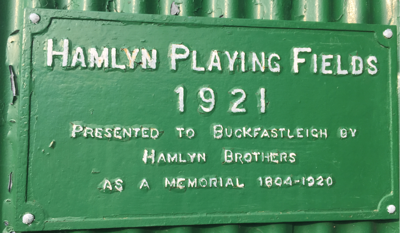 HAMLYN PLAYING FIELDS
1921
PRESENTED TO BUCKFASTLEIGH BY
HAMLYN BROTHERS
AS A MEMORIAL 1804-1920